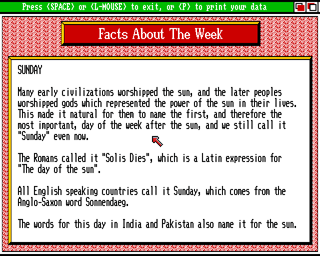 Press (SPACE) or (L-MOUSE) to exit, or (P) to print your data
Facts About The Week
SUNDAY
Many early civilizations worshipped the sun, and the later peoples
worshipped gods which represented the power of the sun in their lives.
This made it natural for them to name the first, and therefore the
most important, day of the week after the sun, and we still call it
"Sunday" even now.
The Romans called it "Solis Dies", which is a Latin expression for
"The day of the sun".
All English speaking countries call it Sunday, which comes from the
Anglo-Saxon word Sonnendaeg.
The words for this day in India and Pakistan also name it for the sun.